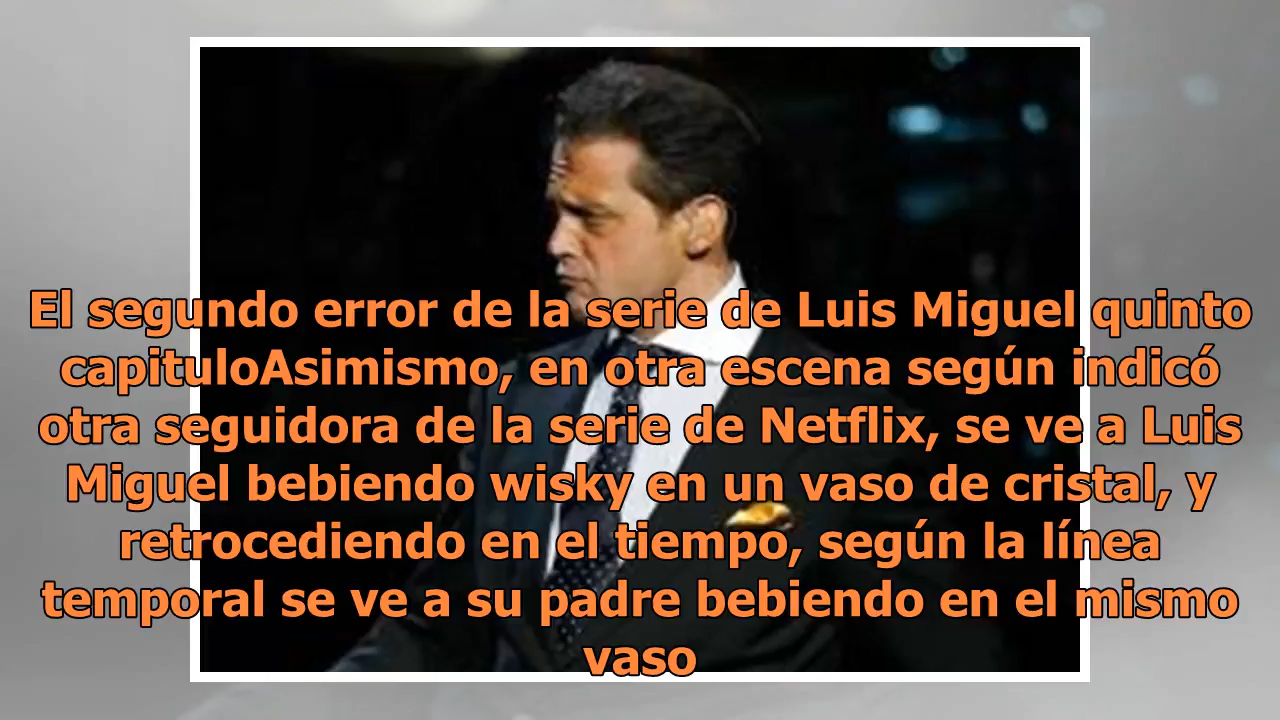 El segundo error de la serie de Luis Miguel quinto
capituloAsimismo, en otra escena según indicó
otra seguidora de la serie de Netflix, se ve a Luis
Miguel bebiendo wisky en un vaso de cristal, y
retrocediendo en el tiempo, según la línea
temporal se ve a su padre bebiendo en el mismo
vaso